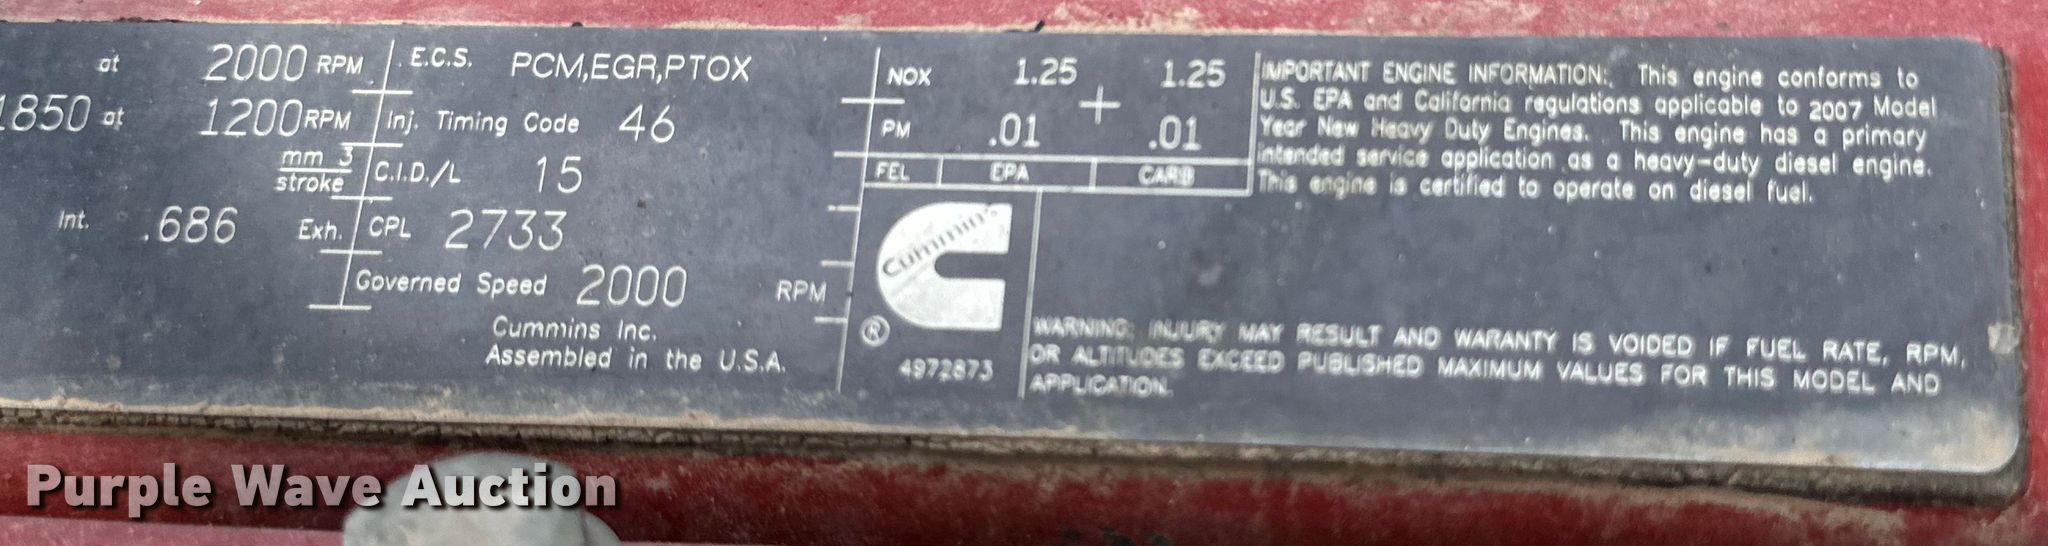 at 2000 RPM
1850 at 1200 RPM
mm 3
stroke
Int. .686 Exh.
E.C.S. PCM,EGR,PTOX
Inj. Timing Code 46
C.I.D./L 15
CPL 2733
Governed Speed 2000 RPM
Cummins Inc.
Assembled in the U.S.A.
NOX 1.25 + 1.25
PM .01 .01
FEL EPA CARB
Cummins
®
4972873
IMPORTANT ENGINE INFORMATION: This engine conforms to
U.S. EPA and California regulations applicable to 2007 Model
Year New Heavy Duty Engines. This engine has a primary
intended service application as a heavy-duty diesel engine.
This engine is certified to operate on diesel fuel.
WARNING: INJURY MAY RESULT AND WARANTY IS VOIDED IF FUEL RATE, RPM,
OR ALTITUDES EXCEED PUBLISHED MAXIMUM VALUES FOR THIS MODEL AND
APPLICATION.
Purple Wave Auction